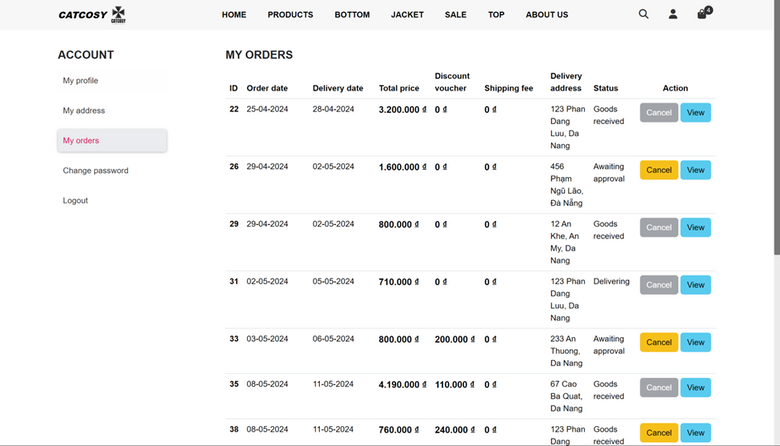 CATCOSY CATCOSY HOME PRODUCTS BOTTOM JACKET SALE TOP ABOUT US 4
ACCOUNT
My profile
My address
My orders
Change password
Logout
MY ORDERS
ID Order date Delivery date Total price Discount voucher Shipping fee Delivery address Status Action
22 25-04-2024 28-04-2024 3.200.000 ₫ 0 ₫ 0 ₫ 123 Phan Goods Cancel View
Dang received
Luu, Da
Nang
26 29-04-2024 02-05-2024 1.600.000 ₫ 0 ₫ 0 ₫ 456 Awaiting Cancel View
Phạm approval
Ngũ Lão,
Đà Nẵng
29 29-04-2024 02-05-2024 800.000 ₫ 0 ₫ 0 ₫ 12 An Goods Cancel View
Khe, An received
My, Da
Nang
31 02-05-2024 05-05-2024 710.000 ₫ 0 ₫ 0 ₫ 123 Phan Delivering Cancel View
Dang
Luu, Da
Nang
33 03-05-2024 06-05-2024 800.000 ₫ 200.000 ₫ 0 ₫ 233 An Awaiting Cancel View
Thuong, approval
Da Nang
35 08-05-2024 11-05-2024 4.190.000 ₫ 110.000 ₫ 0 ₫ 67 Cao Goods Cancel View
Ba Quat, received
Da Nang
38 08-05-2024 11-05-2024 760.000 ₫ 240.000 ₫ 0 ₫ 123 Phan Goods Cancel View
Dang received